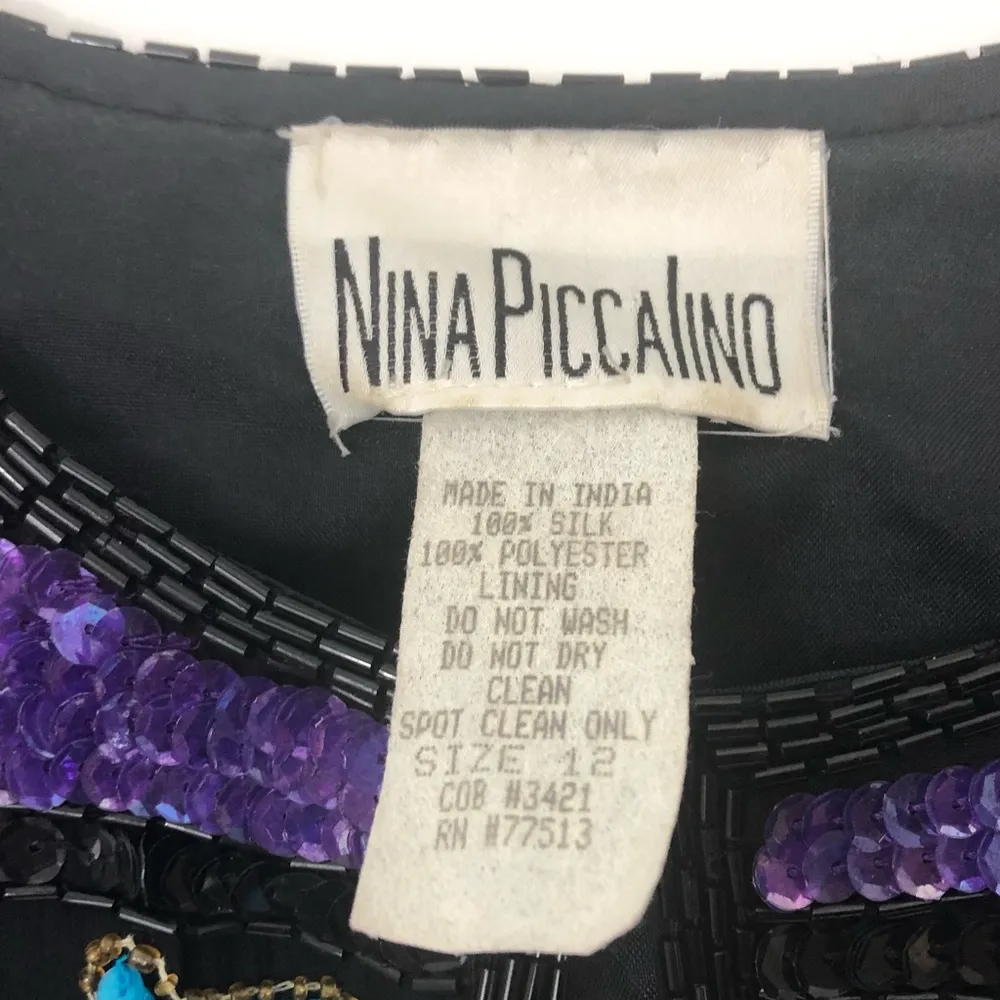 NINA PICCALINO
MADE IN INDIA
100% SILK
100% POLYESTER
LINING
DO NOT WASH
DO NOT DRY
CLEAN
SPOT CLEAN ONLY
SIZE 12
COB #3421
RN #77513